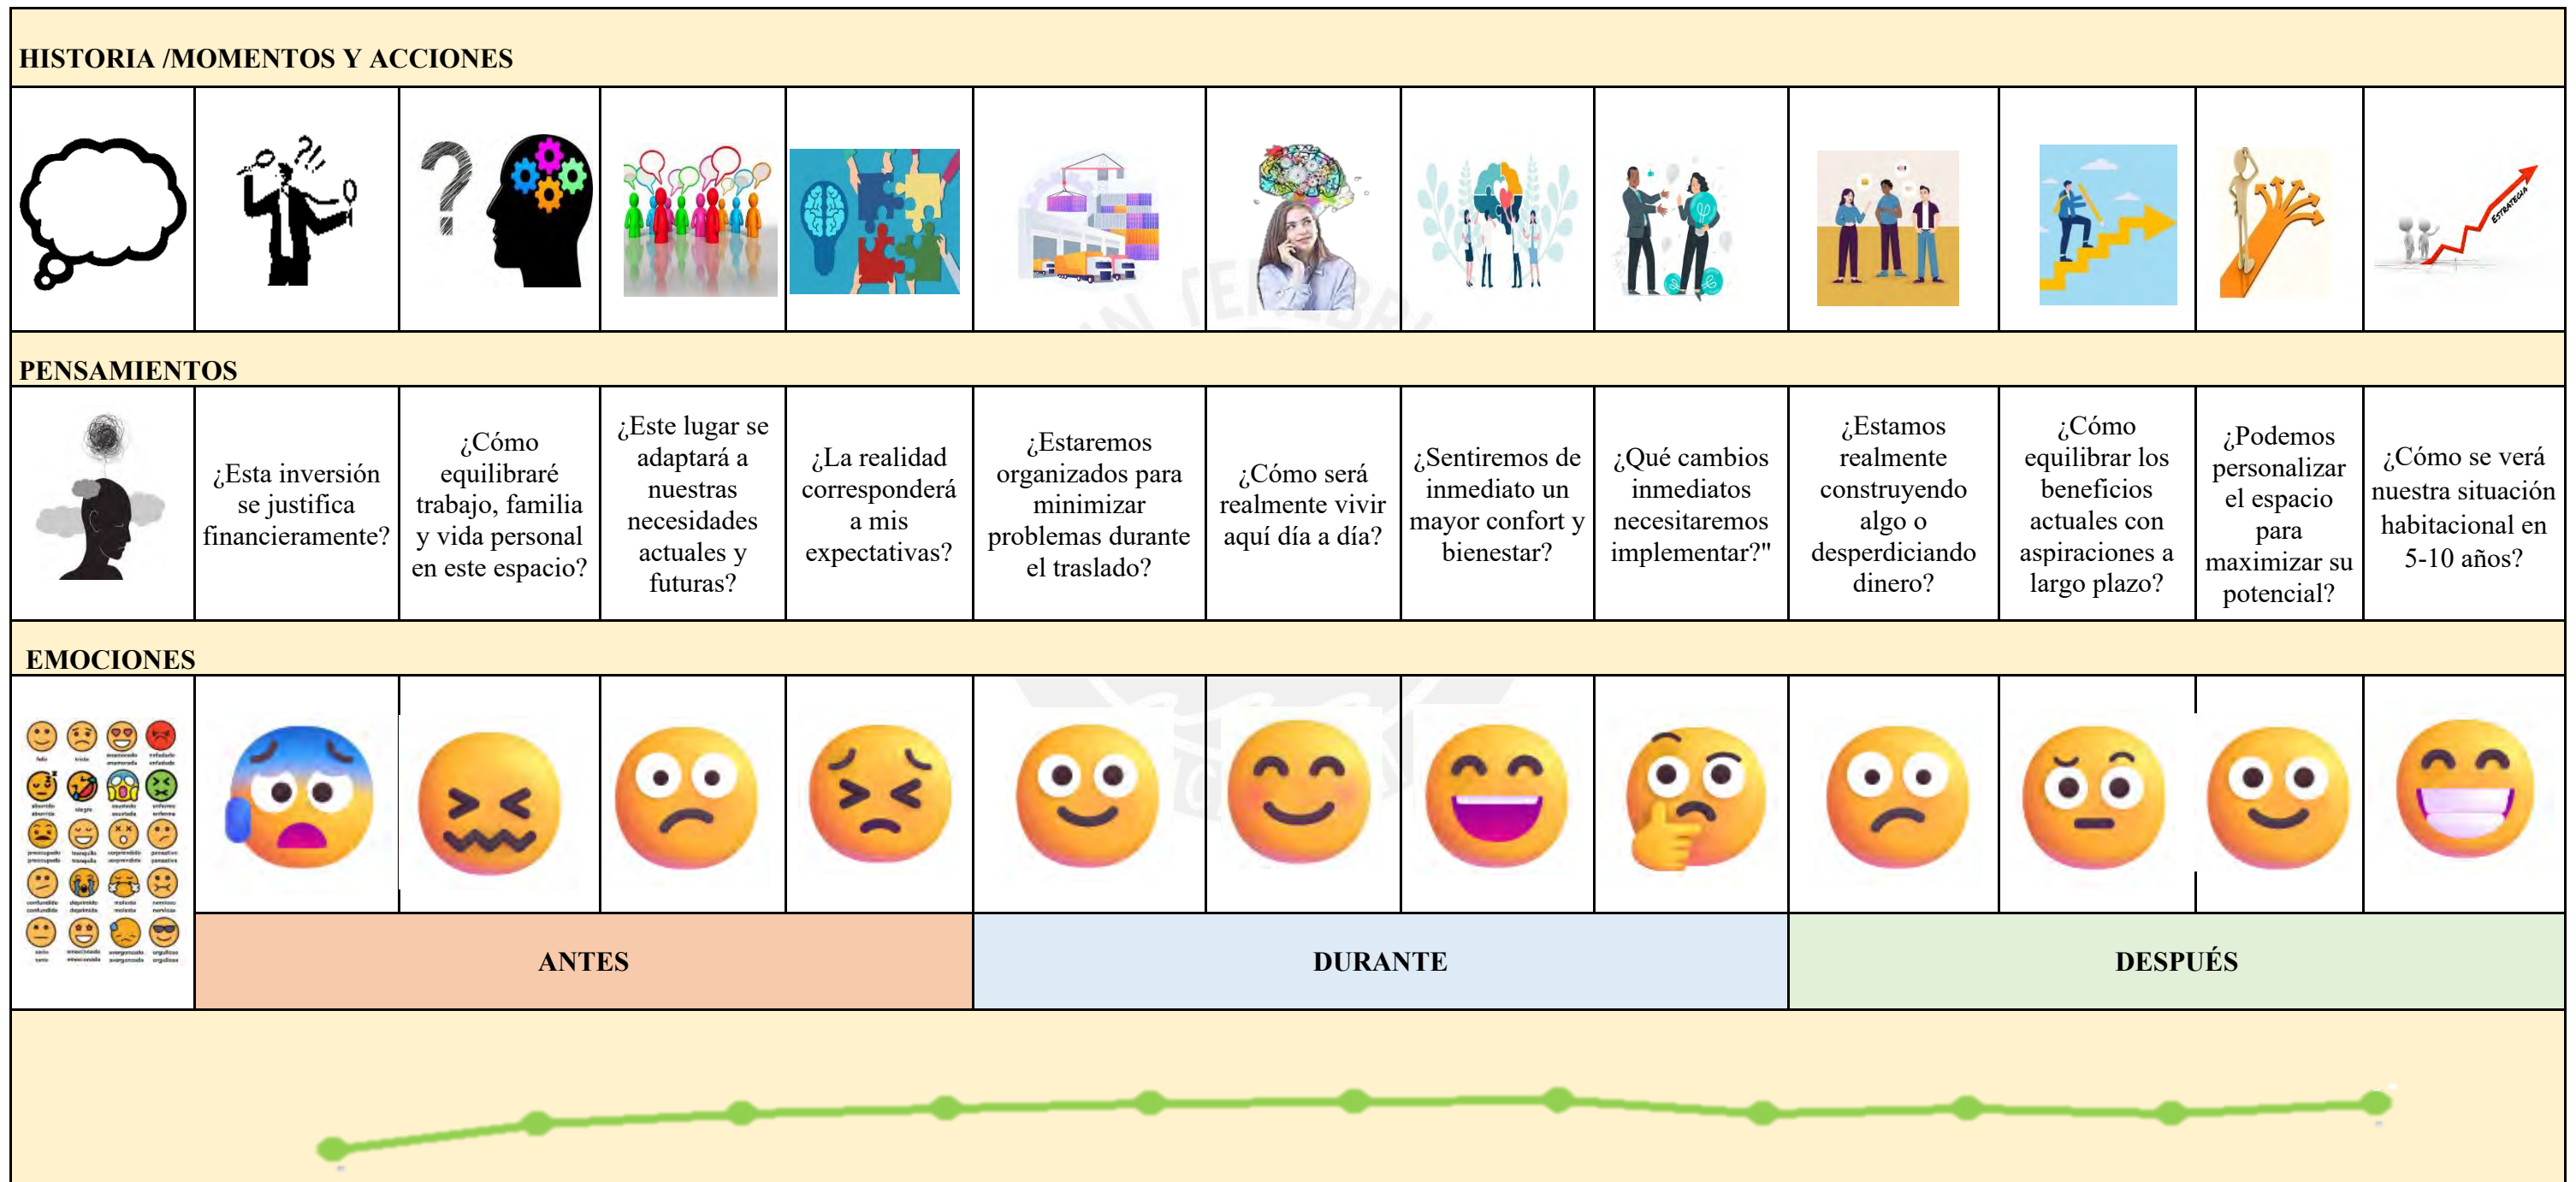 HISTORIA /MOMENTOS Y ACCIONES
ESTRATEGIA
PENSAMIENTOS
¿Esta inversión
se justifica
financieramente?
¿Cómo
equilibraré
trabajo, familia
y vida personal
en este espacio?
¿Este lugar se
adaptará a
nuestras
necesidades
actuales y
futuras?
¿La realidad
corresponderá
a mis
expectativas?
¿Estaremos
organizados para
minimizar
problemas durante
el traslado?
¿Cómo será
realmente vivir
aquí día a día?
¿Sentiremos de
inmediato un
mayor confort y
bienestar?
¿Qué cambios
inmediatos
necesitaremos
implementar?"
¿Estamos
realmente
construyendo
algo o
desperdiciando
dinero?
¿Cómo
equilibrar los
beneficios
actuales con
aspiraciones a
largo plazo?
¿Podemos
personalizar
el espacio
para
maximizar su
potencial?
¿Cómo se verá
nuestra situación
habitacional en
5-10 años?
EMOCIONES
ANTES
DURANTE
DESPUÉS